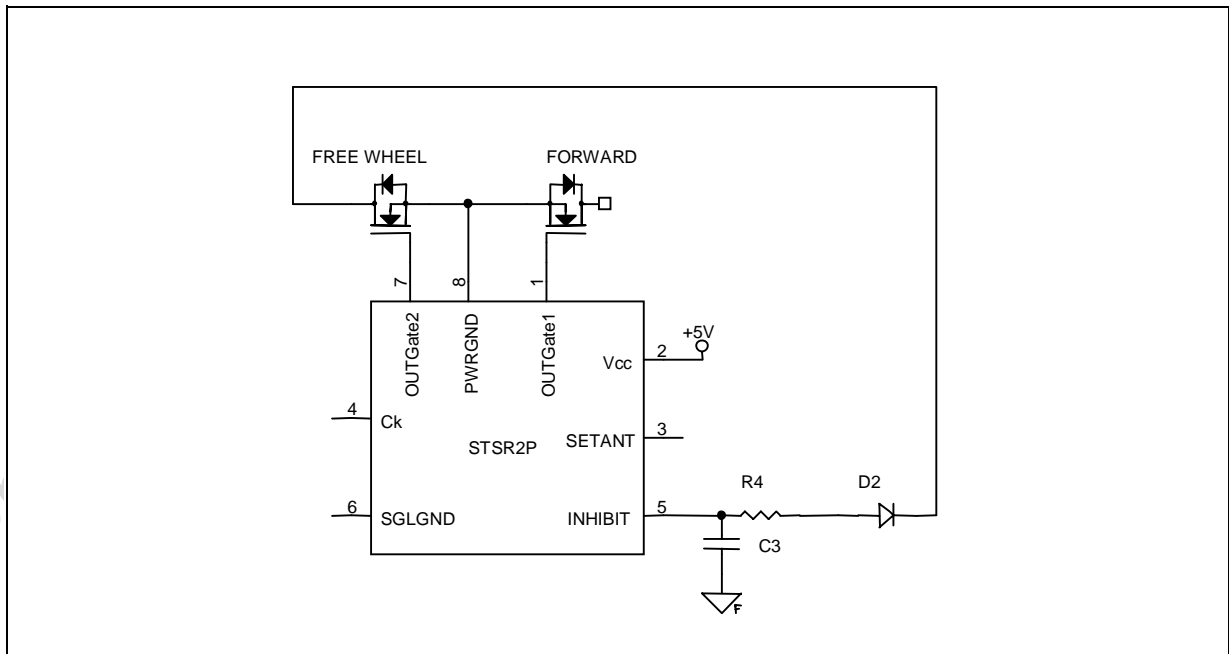 FREE WHEEL
FORWARD
7
8
1
OUTGate2
PWRGND
OUTGate1
+5V
2
Vcc
4
Ck
3
SETANT
STSR2P
R4
D2
6
SGLGND
5
INHIBIT
C3
F